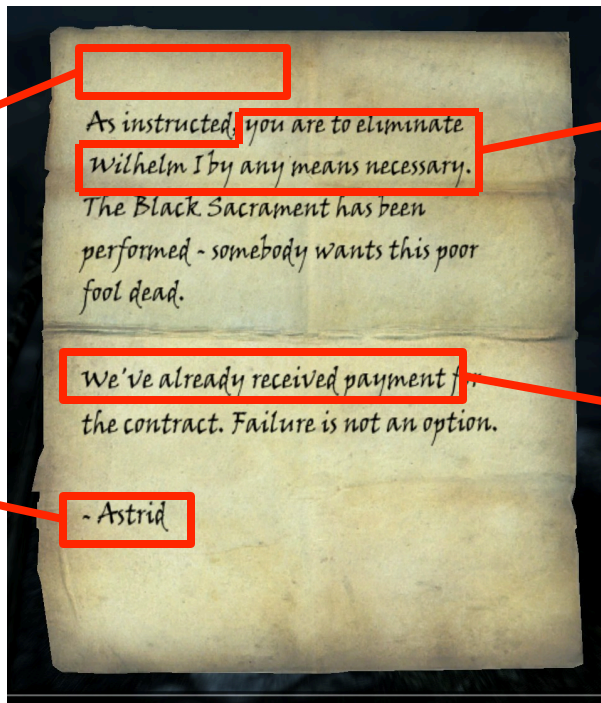 As instructed, you are to eliminate
Wilhelm I by any means necessary.
The Black Sacrament has been
performed - somebody wants this poor
fool dead.
We've already received payment for
the contract. Failure is not an option.
- Astrid